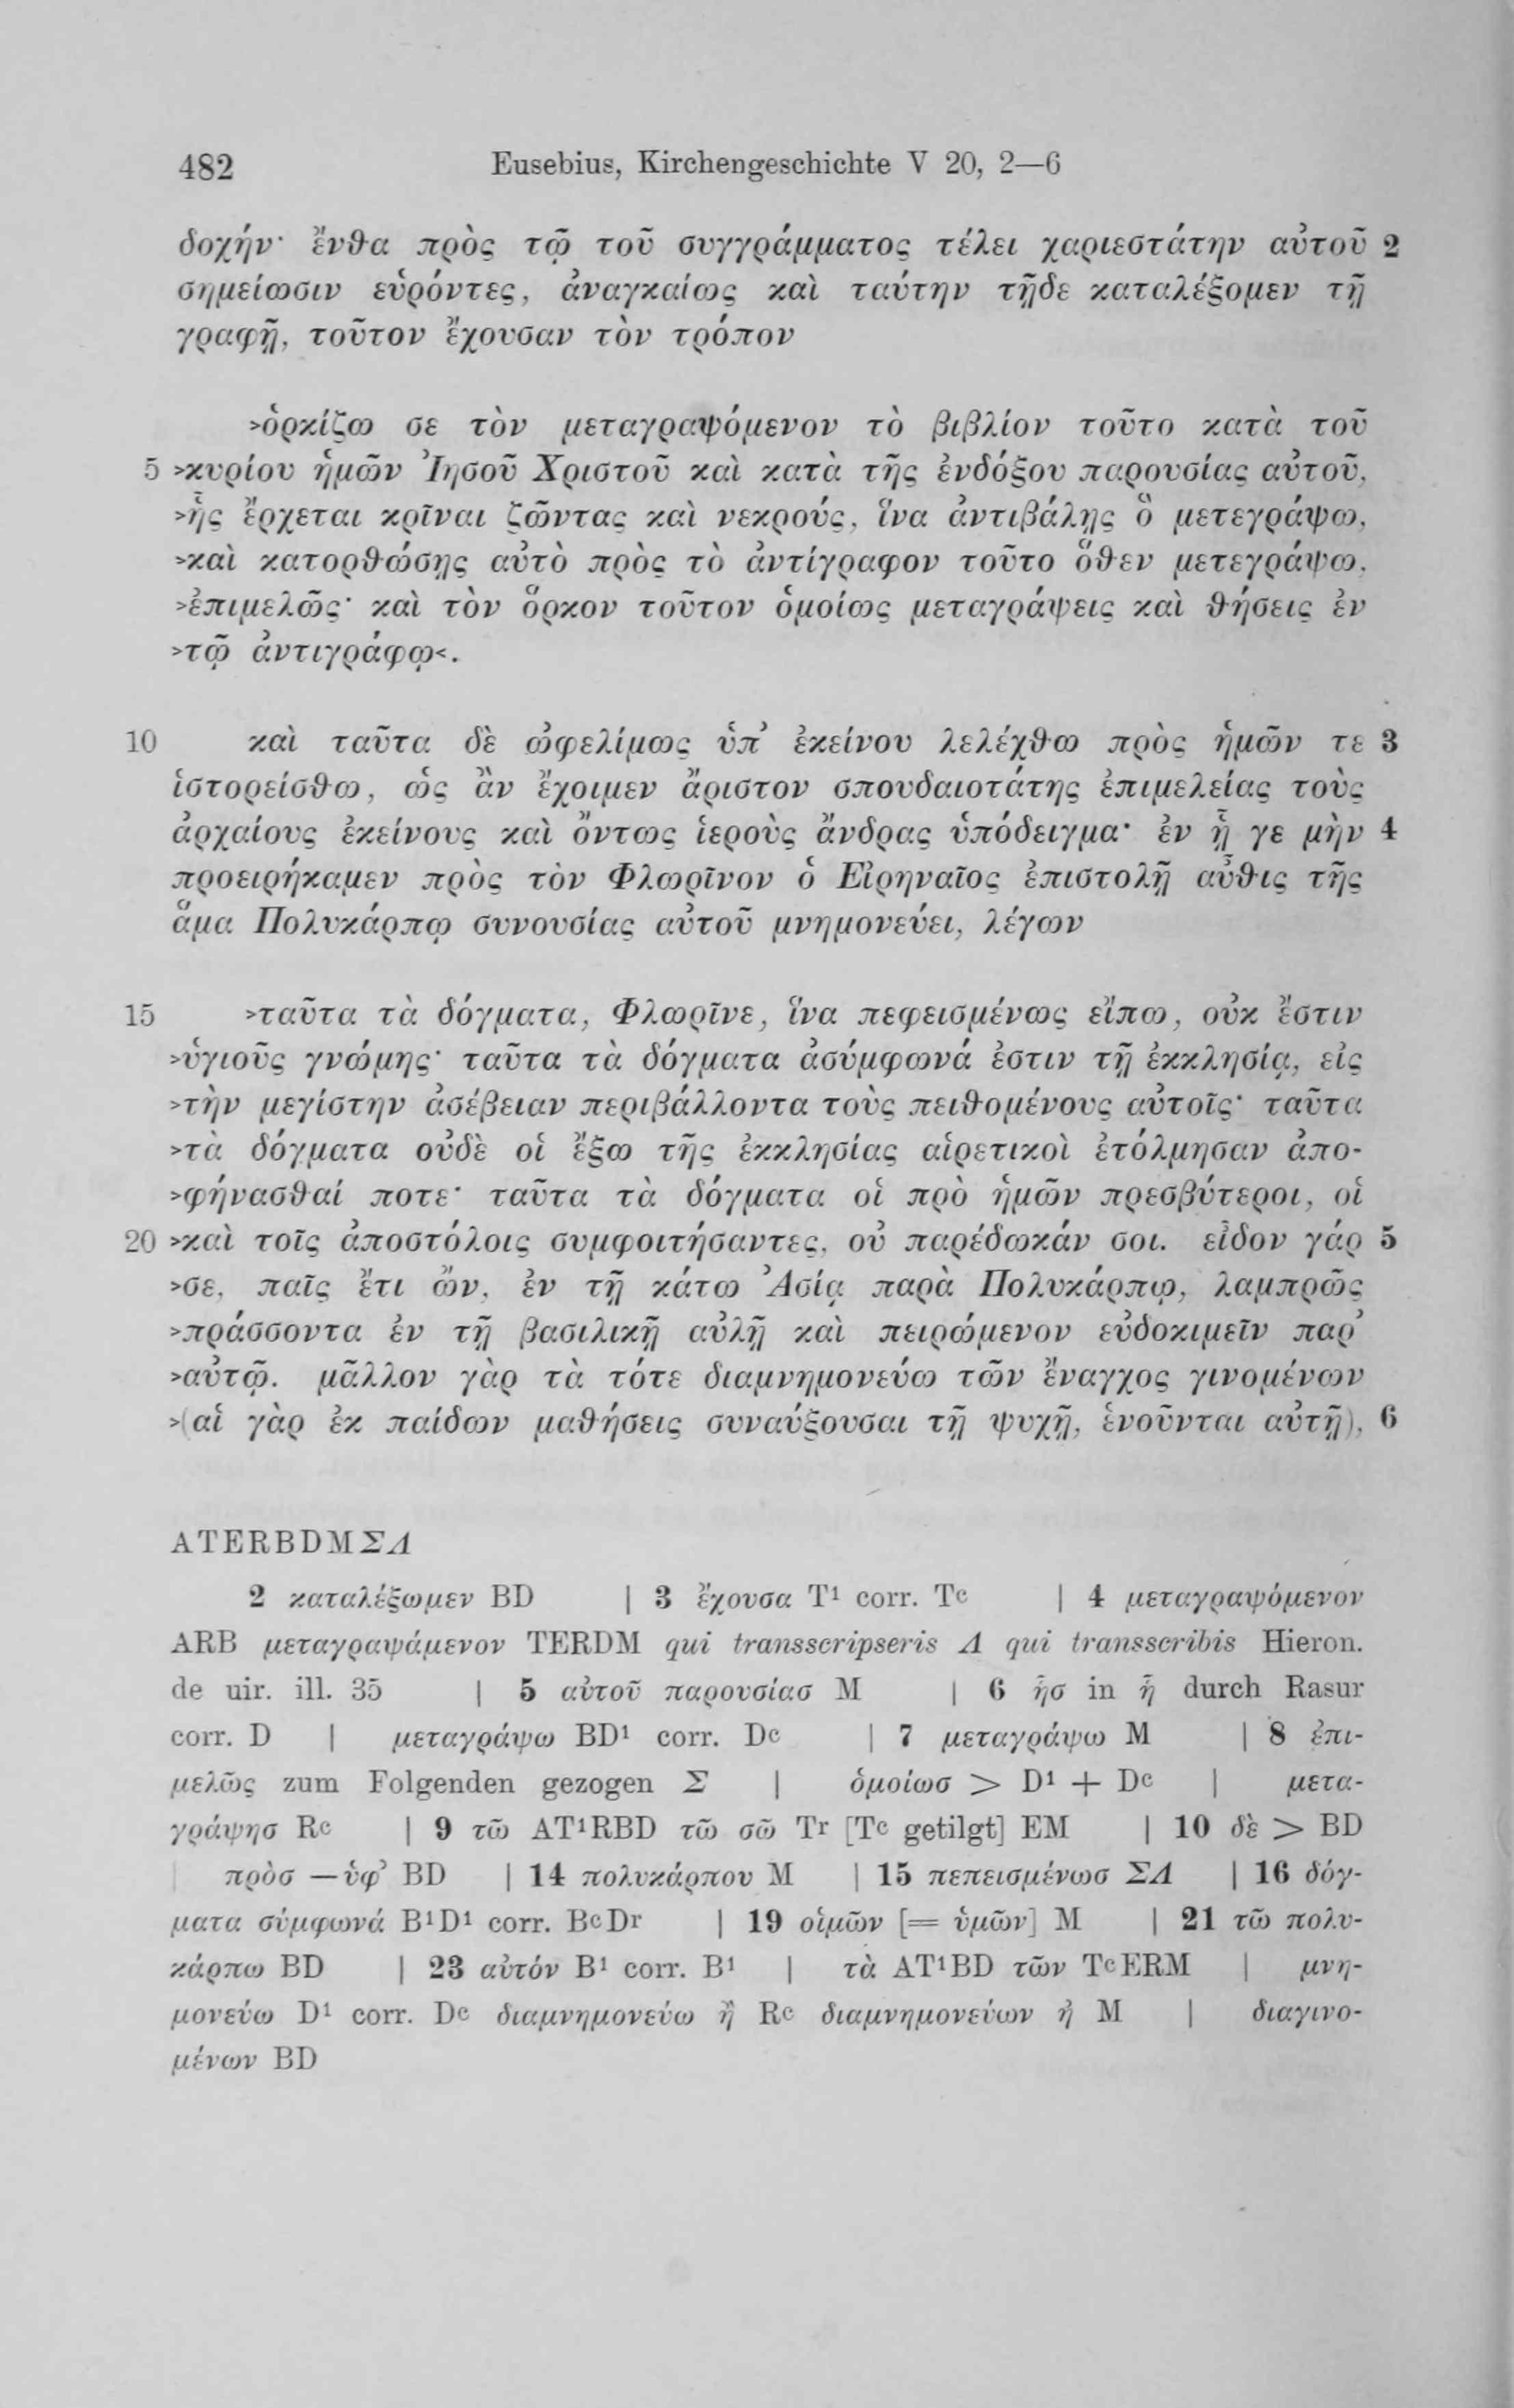 482 Eusebius, Kirchengeschichte V 20, 2—6
δοχήν· ἔνθα πρὸς τῷ τοῦ συγγράμματος τέλει χαριεστάτην αὐτοῦ 2
σημείωσιν εὑρόντες, ἀναγκαίως καὶ ταύτην τῇδε καταλέξομεν τῇ
γραφῇ, τοῦτον ἔχουσαν τὸν τρόπον
>ὁρκίζω σε τὸν μεταγραψόμενον τὸ βιβλίον τοῦτο κατὰ τοῦ
5 >κυρίου ἡμῶν Ἰησοῦ Χριστοῦ καὶ κατὰ τῆς ἐνδόξου παρουσίας αὐτοῦ,
>ἧς ἔρχεται κρῖναι ζῶντας καὶ νεκρούς, ἵνα ἀντιβάλῃς ὃ μετεγράψω,
>καὶ κατορθώσῃς αὐτὸ πρὸς τὸ ἀντίγραφον τοῦτο ὅθεν μετεγράψω,
>ἐπιμελῶς· καὶ τὸν ὅρκον τοῦτον ὁμοίως μεταγράψεις καὶ θήσεις ἐν
>τῷ ἀντιγράφῳ<.
10 καὶ ταῦτα δὲ ὠφελίμως ὑπ’ ἐκείνου λελέχθω πρὸς ἡμῶν τε 3
ἱστορείσθω, ὡς ἂν ἔχοιμεν ἄριστον σπουδαιοτάτης ἐπιμελείας τοὺς
ἀρχαίους ἐκείνους καὶ ὄντως ἱεροὺς ἄνδρας ὑπόδειγμα· ἐν ᾗ γε μὴν 4
προειρήκαμεν πρὸς τὸν Φλωρῖνον ὁ Εἰρηναῖος ἐπιστολῇ αὖθις τῆς
ἅμα Πολυκάρπῳ συνουσίας αὐτοῦ μνημονεύει, λέγων
15 >ταῦτα τὰ δόγματα, Φλωρῖνε, ἵνα πεφεισμένως εἴπω, οὐκ ἔστιν
>ὑγιοῦς γνώμης· ταῦτα τὰ δόγματα ἀσύμφωνά ἐστιν τῇ ἐκκλησίᾳ, εἰς
>τὴν μεγίστην ἀσέβειαν περιβάλλοντα τοὺς πειθομένους αὐτοῖς· ταῦτα
>τὰ δόγματα οὐδὲ οἱ ἔξω τῆς ἐκκλησίας αἱρετικοὶ ἐτόλμησαν ἀπο-
>φήνασθαί ποτε· ταῦτα τὰ δόγματα οἱ πρὸ ἡμῶν πρεσβύτεροι, οἱ
20 >καὶ τοῖς ἀποστόλοις συμφοιτήσαντες, οὐ παρέδωκάν σοι. εἶδον γάρ 5
>σε, παῖς ἔτι ὤν, ἐν τῇ κάτω Ἀσίᾳ παρὰ Πολυκάρπῳ, λαμπρῶς
>πράσσοντα ἐν τῇ βασιλικῇ αὐλῇ καὶ πειρώμενον εὐδοκιμεῖν παρ’
>αὐτῷ. μᾶλλον γὰρ τὰ τότε διαμνημονεύω τῶν ἔναγχος γινομένων
>(αἱ γὰρ ἐκ παίδων μαθήσεις συναύξουσαι τῇ ψυχῇ, ἑνοῦνται αὐτῇ), 6
ATERBDMΣΛ
2 καταλέξωμεν BD | 3 ἔχουσα T¹ corr. Tᶜ | 4 μεταγραψόμενον
ARB μεταγραψάμενον TERDM qui transscripseris Λ qui transscribis Hieron.
de uir. ill. 35 | 5 αὐτοῦ παρουσίασ M | 6 ἧσ in ἧ durch Rasur
corr. D | μεταγράψω BD¹ corr. Dᶜ | 7 μεταγράψω M | 8 ἐπι-
μελῶς zum Folgenden gezogen Σ | ὁμοίωσ > D¹ + Dᶜ | μετα-
γράψησ Rᶜ | 9 τῶ AT¹RBD τῶ σῶ Tʳ [Tᶜ getilgt] EM | 10 δὲ > BD
| πρὸσ — ὑφ’ BD | 14 πολυκάρπου M | 15 πεπεισμένωσ ΣΛ | 16 δόγ-
ματα σύμφωνά B¹D¹ corr. BᶜDʳ | 19 οἱμῶν [= ὑμῶν] M | 21 τῶ πολυ-
κάρπω BD | 23 αὐτόν B¹ corr. B¹ | τὰ AT¹BD τῶν TᶜERM | μνη-
μονεύω D¹ corr. Dᶜ διαμνημονεύω ἢ Rᶜ διαμνημονεύων ἠ M | διαγινο-
μένων BD